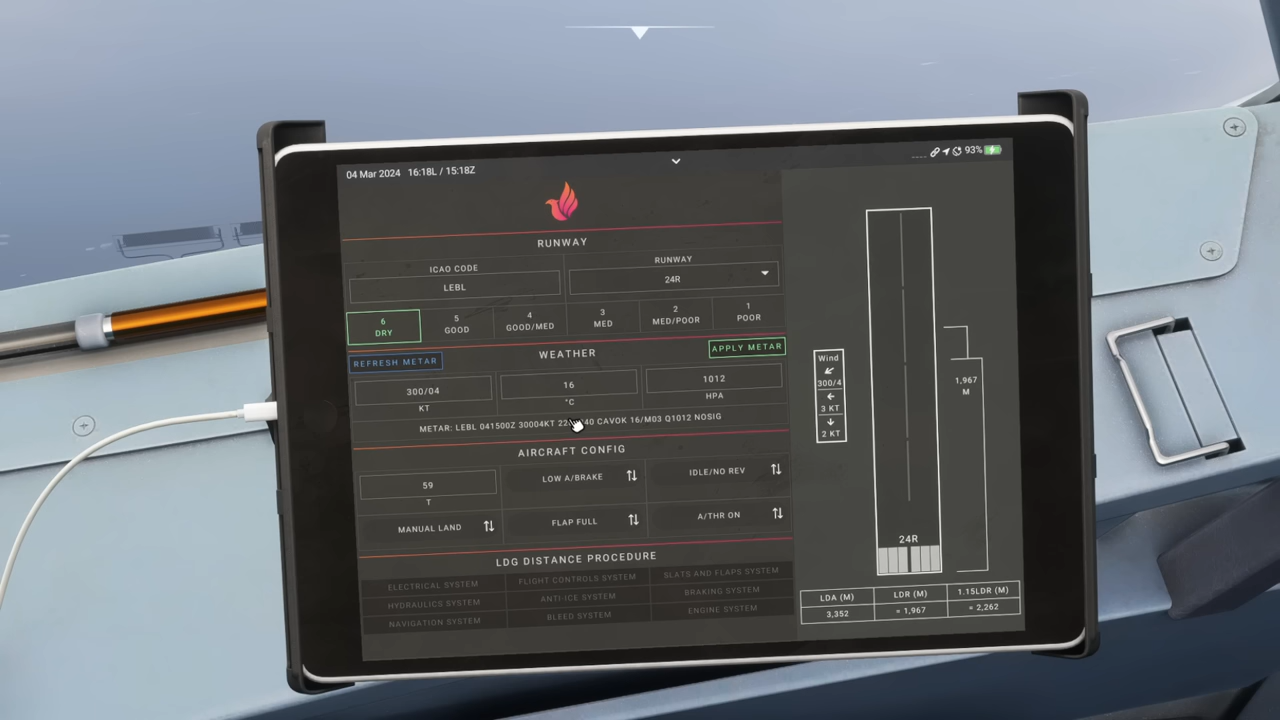 04 Mar 2024 16:18L / 15:18Z
93%
RUNWAY
ICAO CODE
RUNWAY
LEBL
24R
6
DRY
5
GOOD
4
GOOD/MED
3
MED
2
MED/POOR
1
POOR
REFRESH METAR
WEATHER
APPLY METAR
300/04
16
1012
KT
°C
HPA
METAR: LEBL 041500Z 30004KT CAVOK 16/M03 Q1012 NOSIG
AIRCRAFT CONFIG
59
T
LOW A/BRAKE
IDLE/NO REV
MANUAL LAND
FLAP FULL
A/THR ON
LDG DISTANCE PROCEDURE
ELECTRICAL SYSTEM
FLIGHT CONTROLS SYSTEM
SLATS AND FLAPS SYSTEM
HYDRAULICS SYSTEM
ANTI-ICE SYSTEM
BRAKING SYSTEM
NAVIGATION SYSTEM
BLEED SYSTEM
ENGINE SYSTEM
Wind
300/4
3 KT
2 KT
1,967
M
24R
LDA (M)
LDR (M)
1.15LDR (M)
3,352
= 1,967
= 2,262